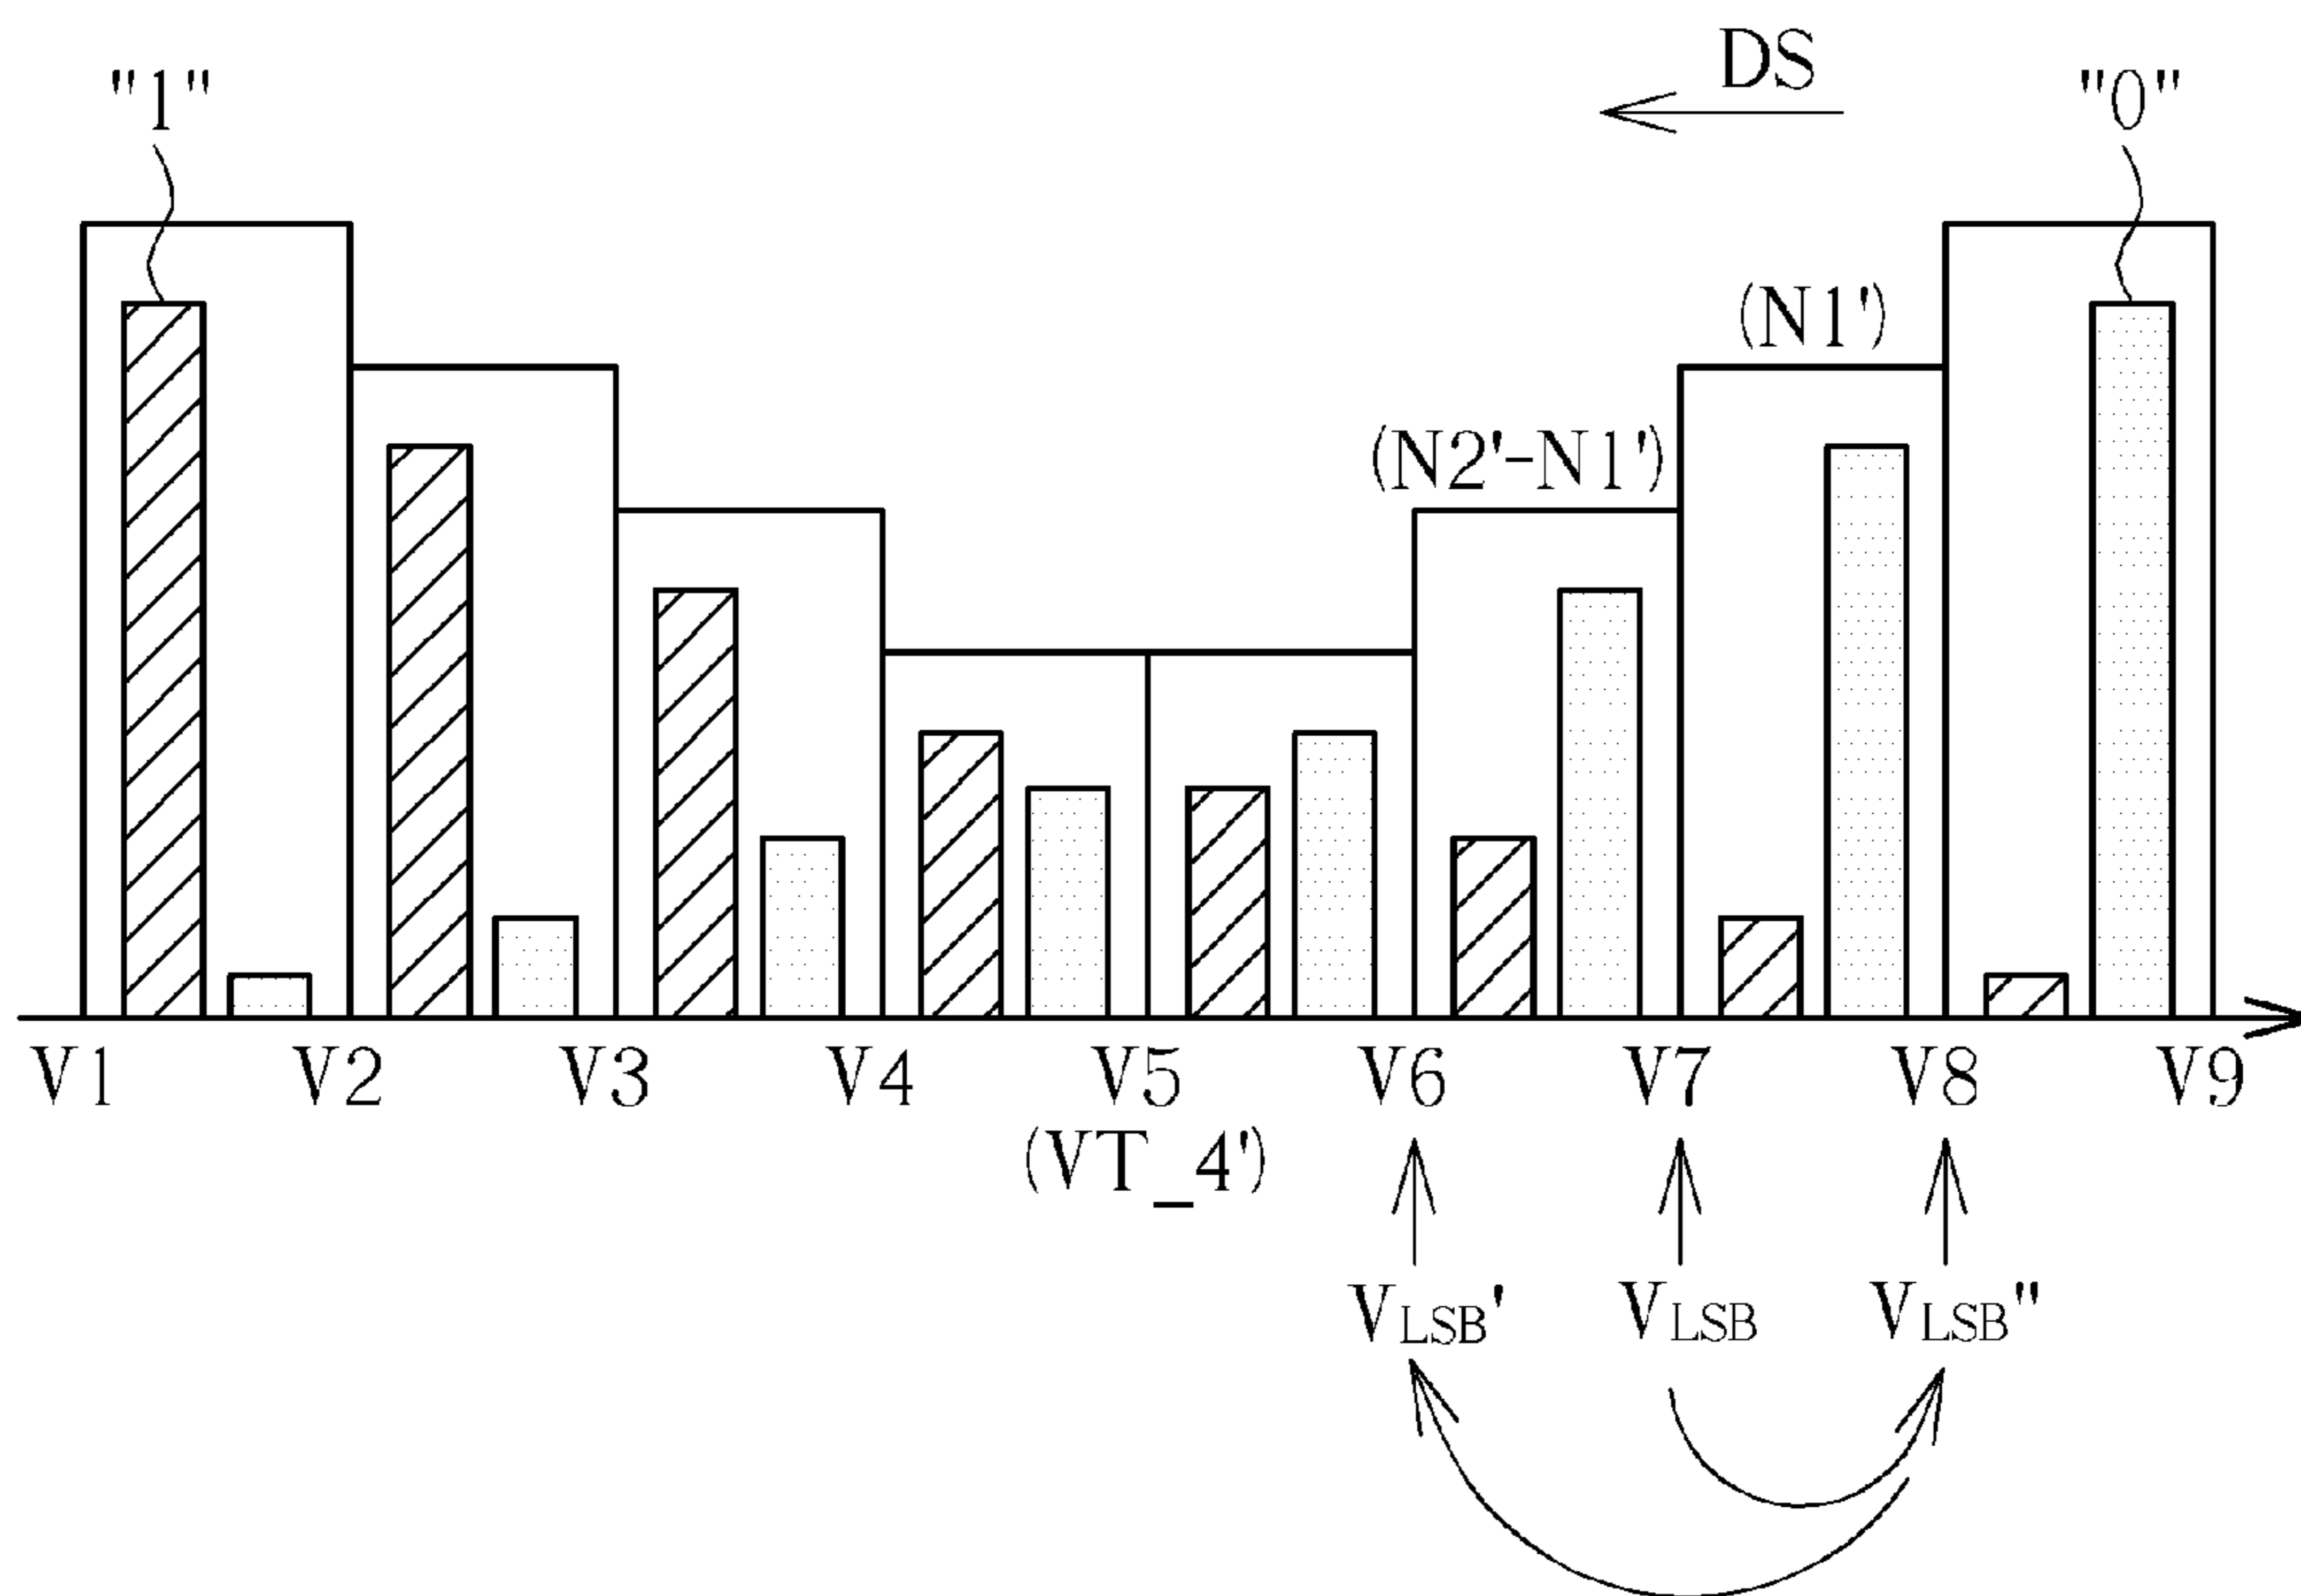 DS
"1" "0"
(N1')
(N2'-N1')
V1 V2 V3 V4 V5 V6 V7 V8 V9
(VT_4')
VLSB' VLSB VLSB"